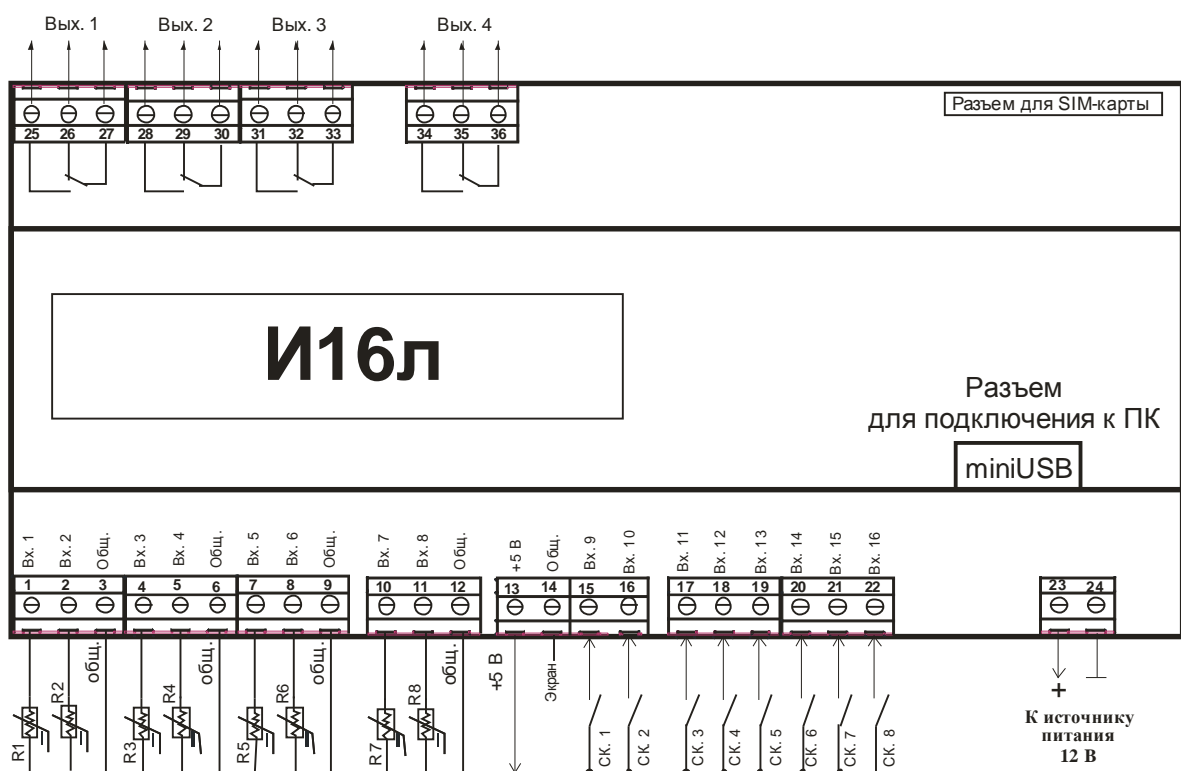 Вых. 1 Вых. 2 Вых. 3 Вых. 4
Разъем для SIM-карты
25 26 27 28 29 30 31 32 33 34 35 36
И16л
Разъем
для подключения к ПК
miniUSB
Вх. 1 Вх. 2 Общ. Вх. 3 Вх. 4 Общ. Вх. 5 Вх. 6 Общ. Вх. 7 Вх. 8 Общ. +5 В Общ. Вх. 9 Вх. 10 Вх. 11 Вх. 12 Вх. 13 Вх. 14 Вх. 15 Вх. 16
1 2 3 4 5 6 7 8 9 10 11 12 13 14 15 16 17 18 19 20 21 22 23 24
R1 R2 общ. R3 R4 общ. R5 R6 общ. R7 R8 общ. +5 В Экран СК. 1 СК. 2 СК. 3 СК. 4 СК. 5 СК. 6 СК. 7 СК. 8
+
К источнику
питания
12 В